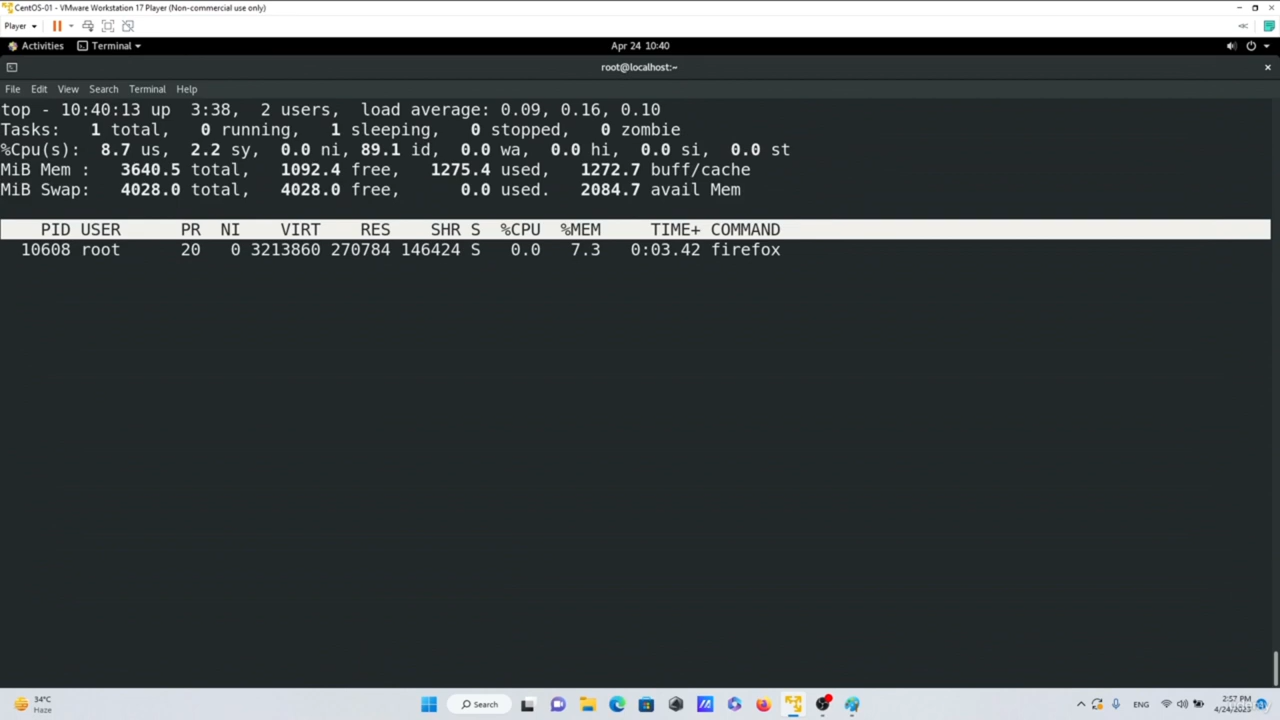 CentOS-01 - VMware Workstation 17 Player (Non-commercial use only)
Player
Activities Terminal Apr 24 10:40
root@localhost:~
File Edit View Search Terminal Help
top - 10:40:13 up 3:38, 2 users, load average: 0.09, 0.16, 0.10
Tasks: 1 total, 0 running, 1 sleeping, 0 stopped, 0 zombie
%Cpu(s): 8.7 us, 2.2 sy, 0.0 ni, 89.1 id, 0.0 wa, 0.0 hi, 0.0 si, 0.0 st
MiB Mem : 3640.5 total, 1092.4 free, 1275.4 used, 1272.7 buff/cache
MiB Swap: 4028.0 total, 4028.0 free, 0.0 used. 2084.7 avail Mem
PID USER PR NI VIRT RES SHR S %CPU %MEM TIME+ COMMAND
10608 root 20 0 3213860 270784 146424 S 0.0 7.3 0:03.42 firefox
34°C
Haze
Search
ENG
2:57 PM
4/24/2023